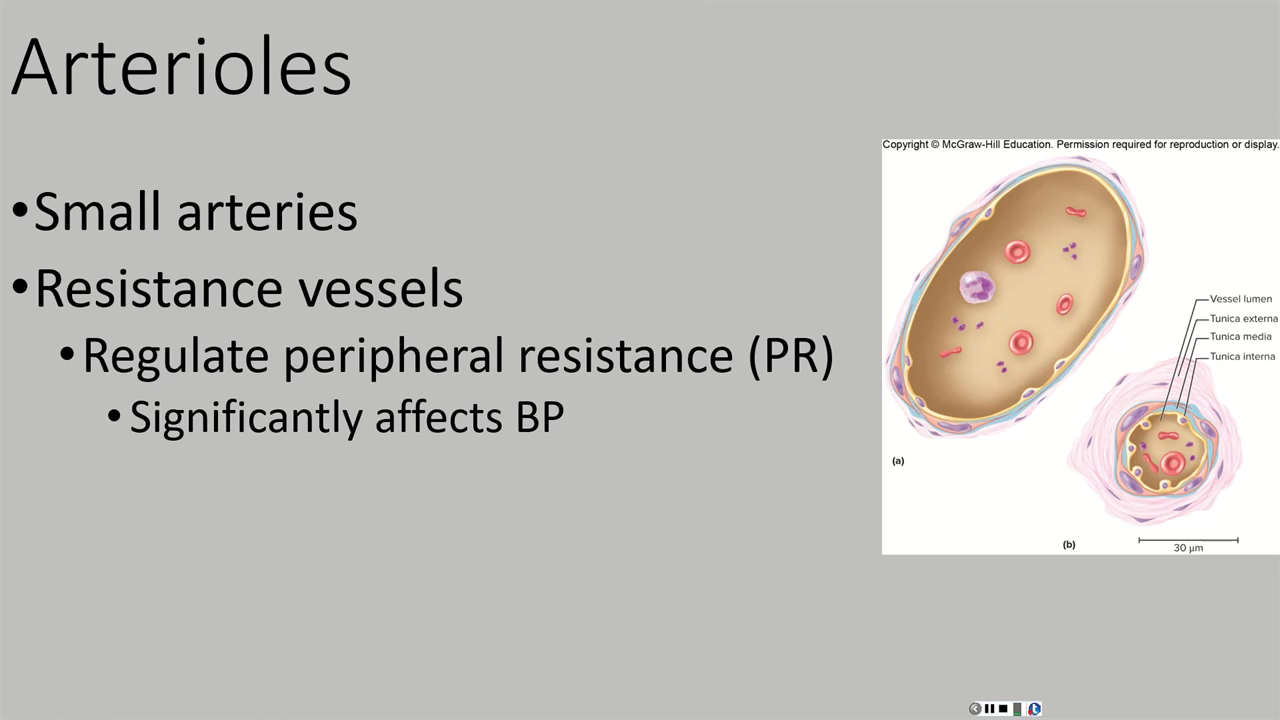 Arterioles
•Small arteries
•Resistance vessels
•Regulate peripheral resistance (PR)
•Significantly affects BP
Copyright © McGraw-Hill Education. Permission required for reproduction or display.
Vessel lumen
Tunica externa
Tunica media
Tunica interna
(a)
(b)
30 µm